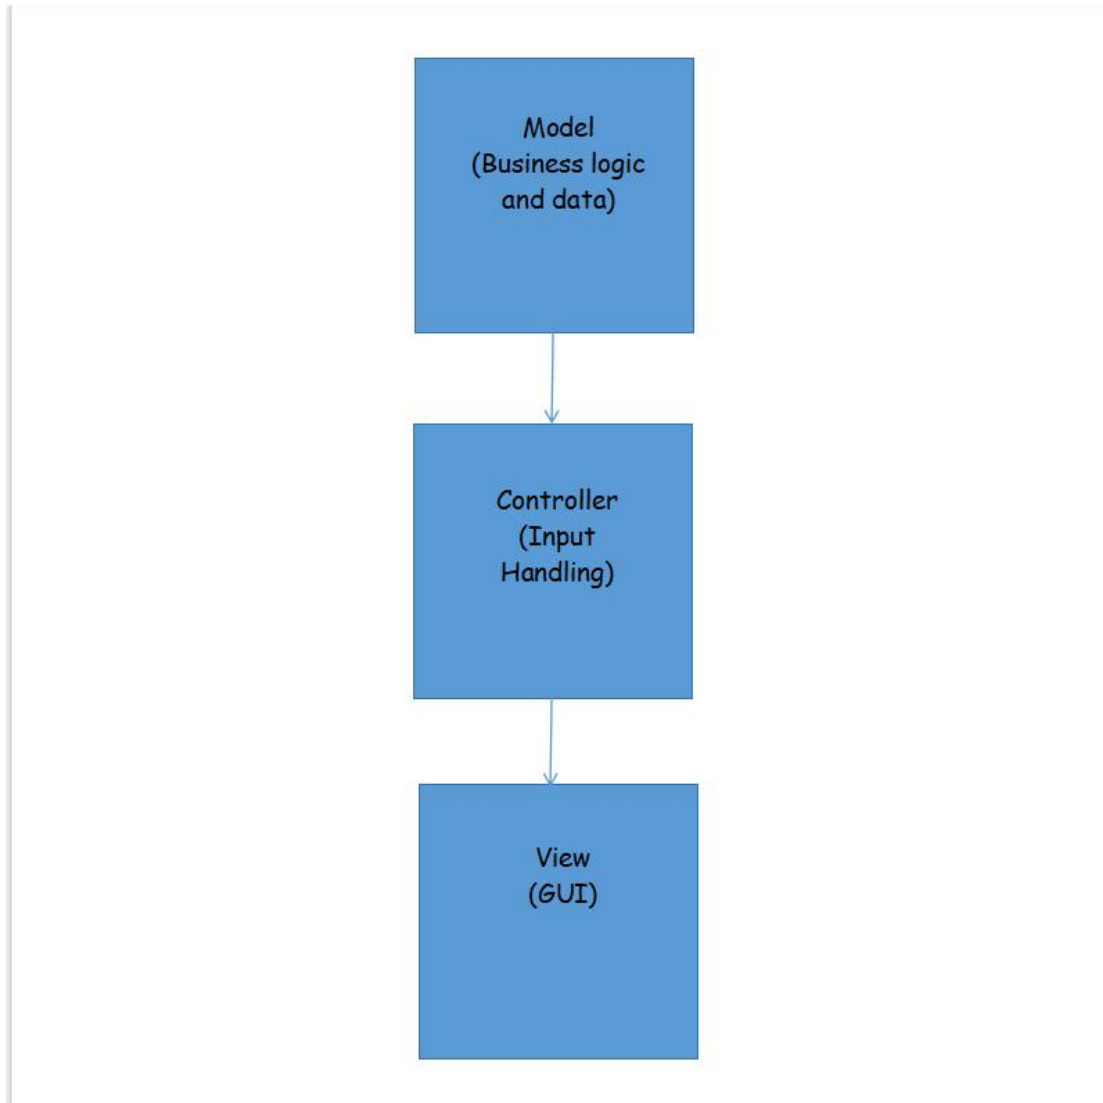 Model
(Business logic
and data)
Controller
(Input
Handling)
View
(GUI)